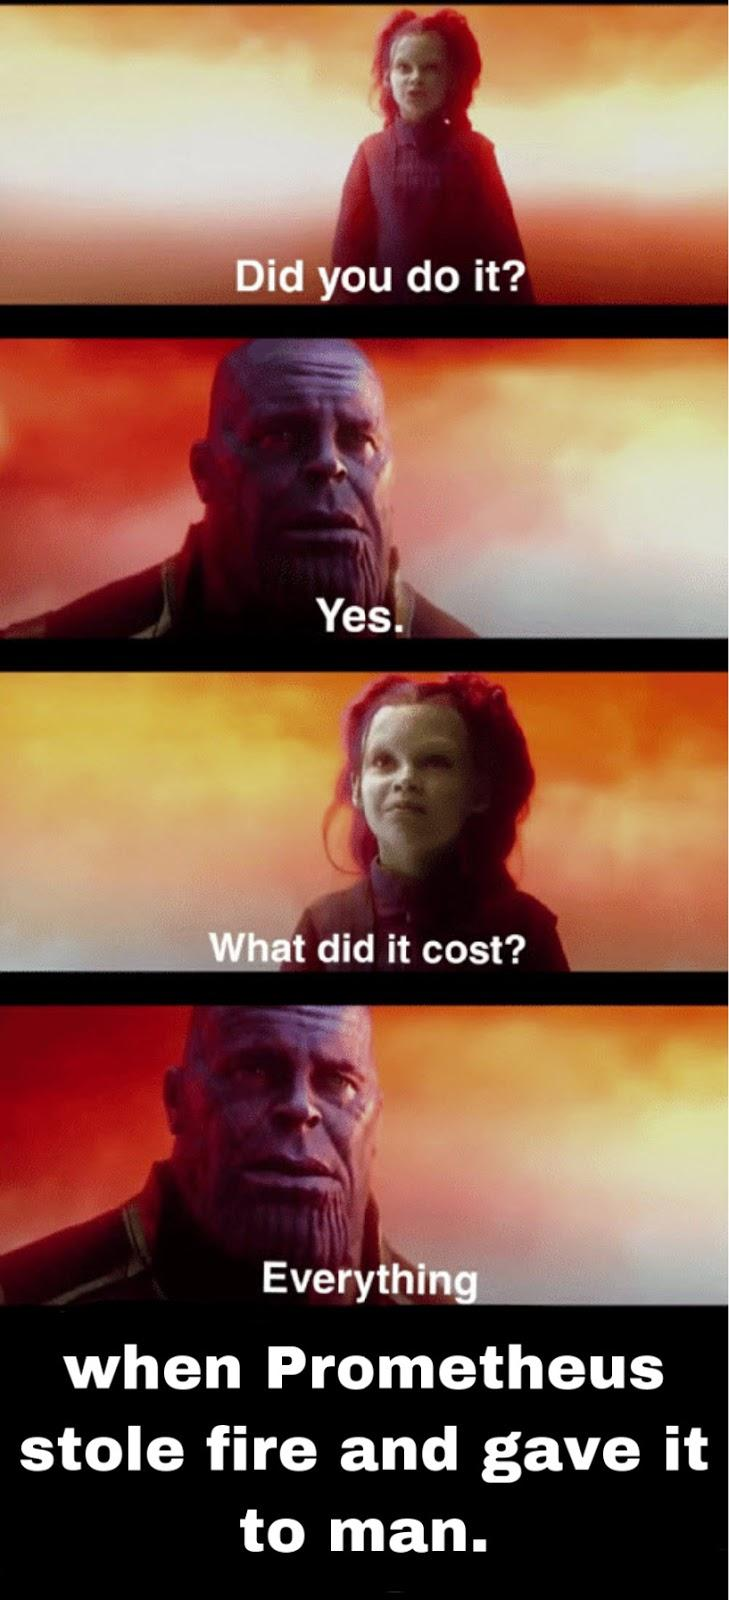 Did you do it?
Yes.
What did it cost?
Everything
when Prometheus
stole fire and gave it
to man.